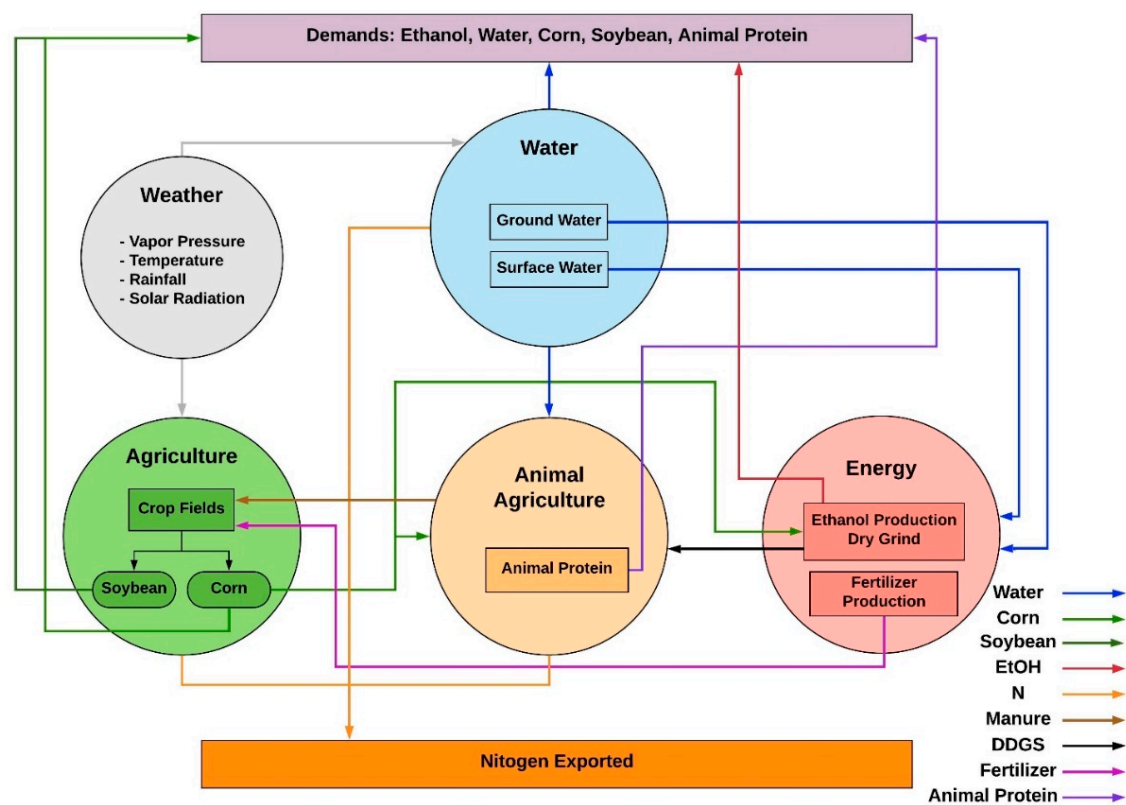 Demands: Ethanol, Water, Corn, Soybean, Animal Protein
Water
Ground Water
Surface Water
Weather
- Vapor Pressure
- Temperature
- Rainfall
- Solar Radiation
Agriculture
Crop Fields
Soybean
Corn
Animal
Agriculture
Animal Protein
Energy
Ethanol Production
Dry Grind
Fertilizer
Production
Water
Corn
Soybean
EtOH
N
Manure
DDGS
Fertilizer
Animal Protein
Nitogen Exported